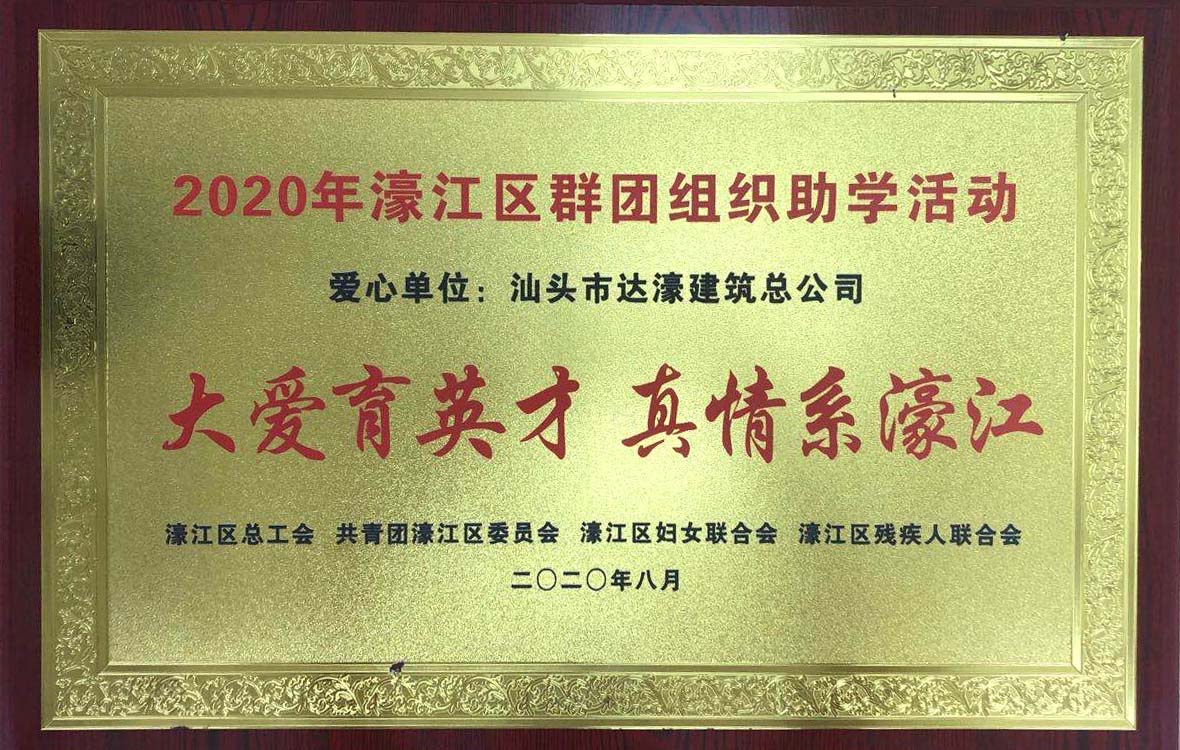 2020年濠江区群团组织助学活动
爱心单位：汕头市达濠建筑总公司
大爱育英才 真情系濠江
濠江区总工会 共青团濠江区委员会 濠江区妇女联合会 濠江区残疾人联合会
二〇二〇年八月